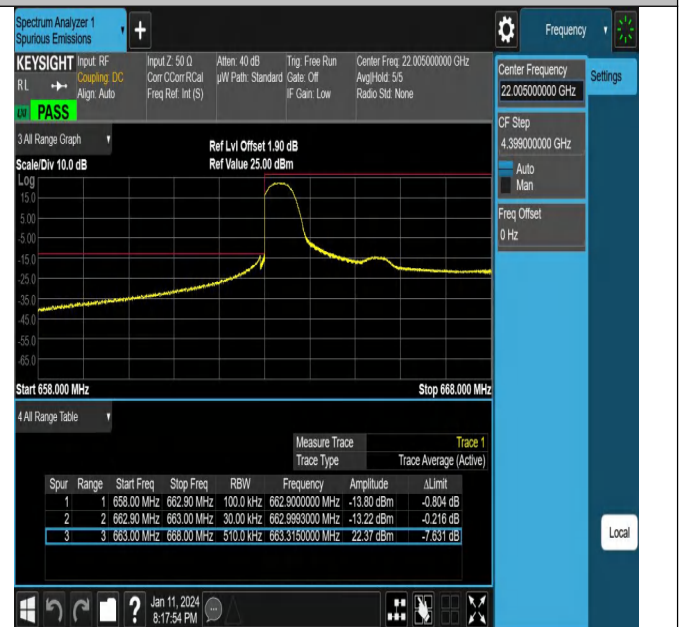 Spectrum Analyzer 1
Spurious Emissions
+
Frequency
KEYSIGHT
RL
PASS
Input: RF
Coupling: DC
Align: Auto
Input Z: 50 Ω
Corr CCorr RCal
Freq Ref: Int (S)
Atten: 40 dB
µW Path: Standard
Trig: Free Run
Gate: Off
IF Gain: Low
Center Freq: 22.005000000 GHz
Avg|Hold: 5/5
Radio Std: None
Center Frequency
22.005000000 GHz
Settings
CF Step
4.399000000 GHz
Auto
Man
Freq Offset
0 Hz
3 All Range Graph
Ref Lvl Offset 1.90 dB
Scale/Div 10.0 dB
Ref Value 25.00 dBm
Log
15.0
5.00
-5.00
-15.0
-25.0
-35.0
-45.0
-55.0
-65.0
Start 658.000 MHz
Stop 668.000 MHz
4 All Range Table
Measure Trace Trace 1
Trace Type Trace Average (Active)
Spur Range Start Freq Stop Freq RBW Frequency Amplitude ΔLimit
1 1 658.00 MHz 662.90 MHz 100.0 kHz 662.9000000 MHz -13.80 dBm -0.804 dB
2 2 662.90 MHz 663.00 MHz 30.00 kHz 662.9993000 MHz -13.22 dBm -0.216 dB
3 3 663.00 MHz 668.00 MHz 510.0 kHz 663.3150000 MHz 22.37 dBm -7.631 dB
Local
?
Jan 11, 2024
8:17:54 PM